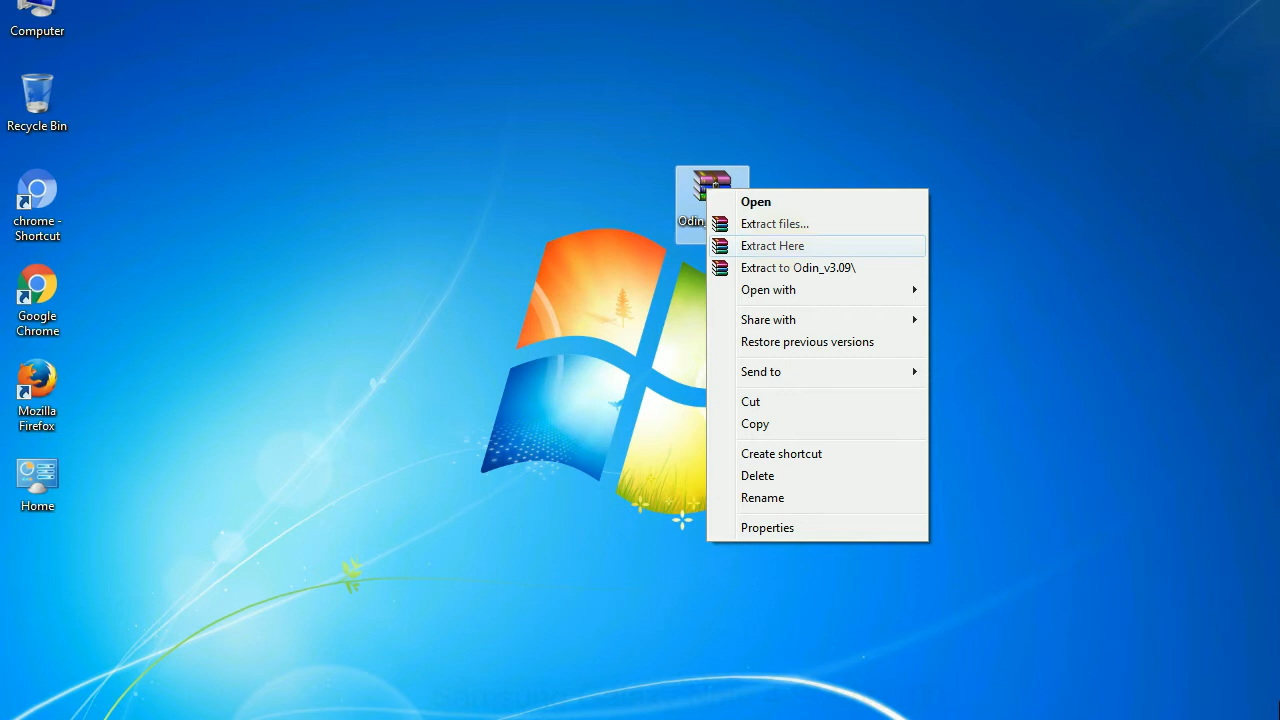 Computer
Recycle Bin
chrome -
Shortcut
Google
Chrome
Mozilla
Firefox
Home
Open
Extract files...
Extract Here
Extract to Odin_v3.09\
Open with
Share with
Restore previous versions
Send to
Cut
Copy
Create shortcut
Delete
Rename
Properties